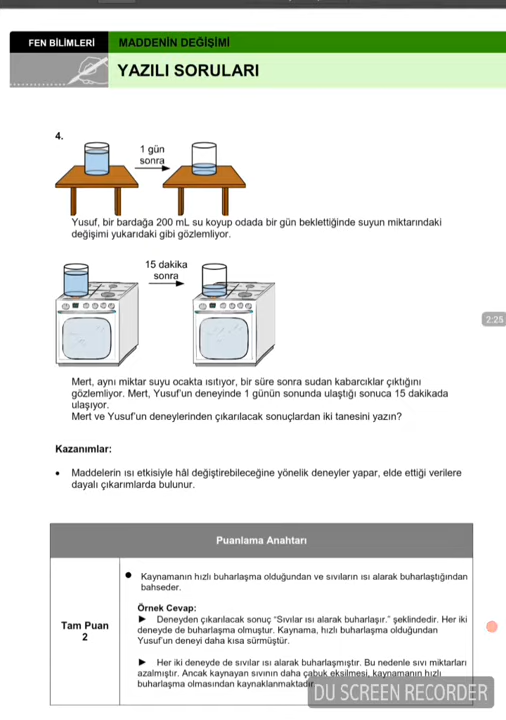 FEN BİLİMLERİ
MADDENİN DEĞİŞİMİ
YAZILI SORULARI
4.
1 gün
sonra
Yusuf, bir bardağa 200 mL su koyup odada bir gün beklettiğinde suyun miktarındaki
değişimi yukarıdaki gibi gözlemliyor.
15 dakika
sonra
2:25
Mert, aynı miktar suyu ocakta ısıtıyor, bir süre sonra sudan kabarcıklar çıktığını
gözlemliyor. Mert, Yusuf'un deneyinde 1 günün sonunda ulaştığı sonuca 15 dakikada
ulaşıyor.
Mert ve Yusuf'un deneylerinden çıkarılacak sonuçlardan iki tanesini yazın?
Kazanımlar:
• Maddelerin ısı etkisiyle hâl değiştirebileceğine yönelik deneyler yapar, elde ettiği verilere
dayalı çıkarımlarda bulunur.
Puanlama Anahtarı
Tam Puan
2
● Kaynamanın hızlı buharlaşma olduğundan ve sıvıların ısı alarak buharlaştığından
bahseder.
Örnek Cevap:
► Deneyden çıkarılacak sonuç "Sıvılar ısı alarak buharlaşır." şeklindedir. Her iki
deneyde de buharlaşma olmuştur. Kaynama, hızlı buharlaşma olduğundan
Yusuf'un deneyi daha kısa sürmüştür.
► Her iki deneyde de sıvılar ısı alarak buharlaşmıştır. Bu nedenle sıvı miktarları
azalmıştır. Ancak kaynayan sıvının daha çabuk eksilmesi, kaynamanın hızlı
buharlaşma olmasından kaynaklanmaktadır.
DU SCREEN RECORDER